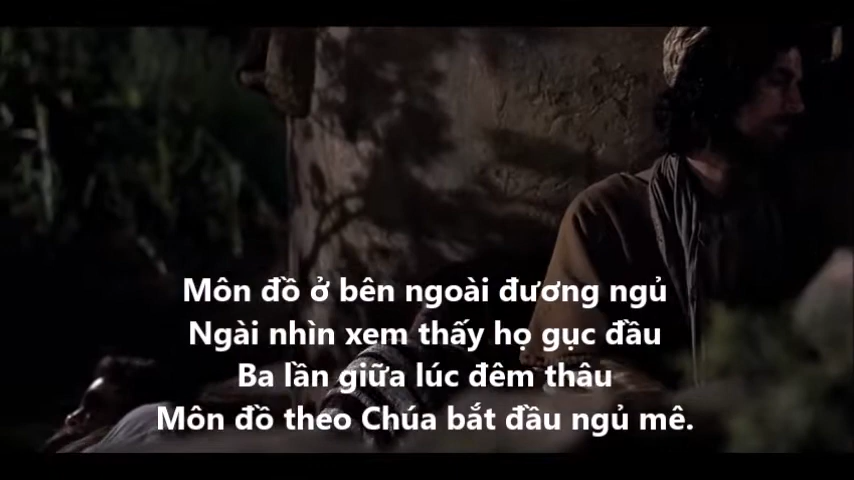 Môn đồ ở bên ngoài đương ngủ
Ngài nhìn xem thấy họ gục đầu
Ba lần giữa lúc đêm thâu
Môn đồ theo Chúa bắt đầu ngủ mê.